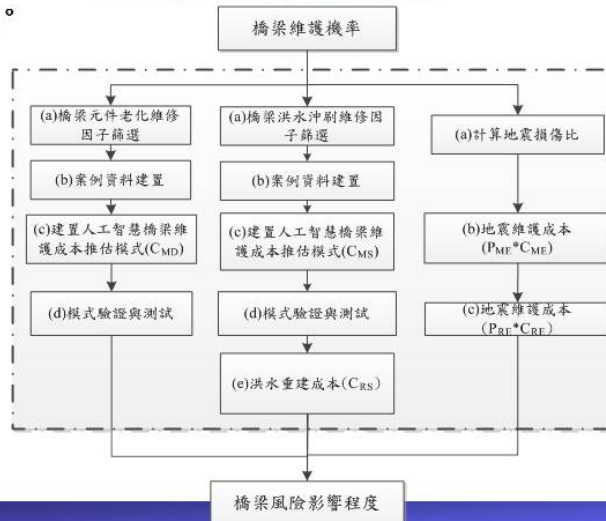 。
橋梁維護機率
(a)橋梁元件老化維修
因子篩選
(b)案例資料建置
(c)建置人工智慧橋梁維
護成本推估模式(CMD)
(d)模式驗證與測試
(a)橋梁洪水沖刷維修因
子篩選
(b)案例資料建置
(c)建置人工智慧橋梁維
護成本推估模式(CMS)
(d)模式驗證與測試
(e)洪水重建成本(CRS)
(a)計算地震損傷比
(b)地震維護成本
(PME*CME)
(c)地震維護成本
(PRE*CRE)
橋梁風險影響程度